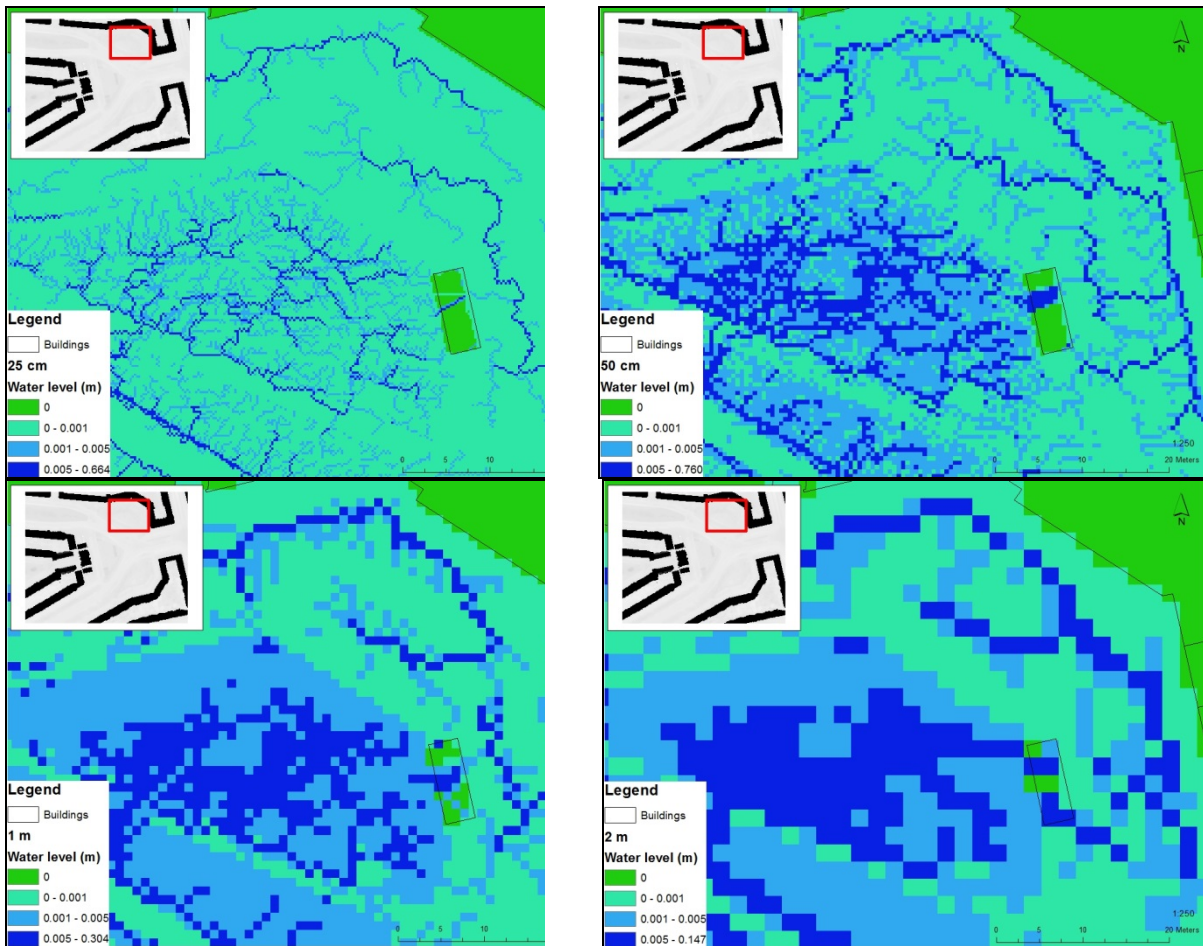 Legend
Buildings
25 cm
Water level (m)
0
0 - 0.001
0.001 - 0.005
0.005 - 0.664
0 5 10
N
Legend
Buildings
50 cm
Water level (m)
0
0 - 0.001
0.001 - 0.005
0.005 - 0.760
1:250
0 5 10 20 Meters
Legend
Buildings
1 m
Water level (m)
0
0 - 0.001
0.001 - 0.005
0.005 - 0.304
0 5 10
N
Legend
Buildings
2 m
Water level (m)
0
0 - 0.001
0.001 - 0.005
0.005 - 0.147
1:250
0 5 10 20 Meters